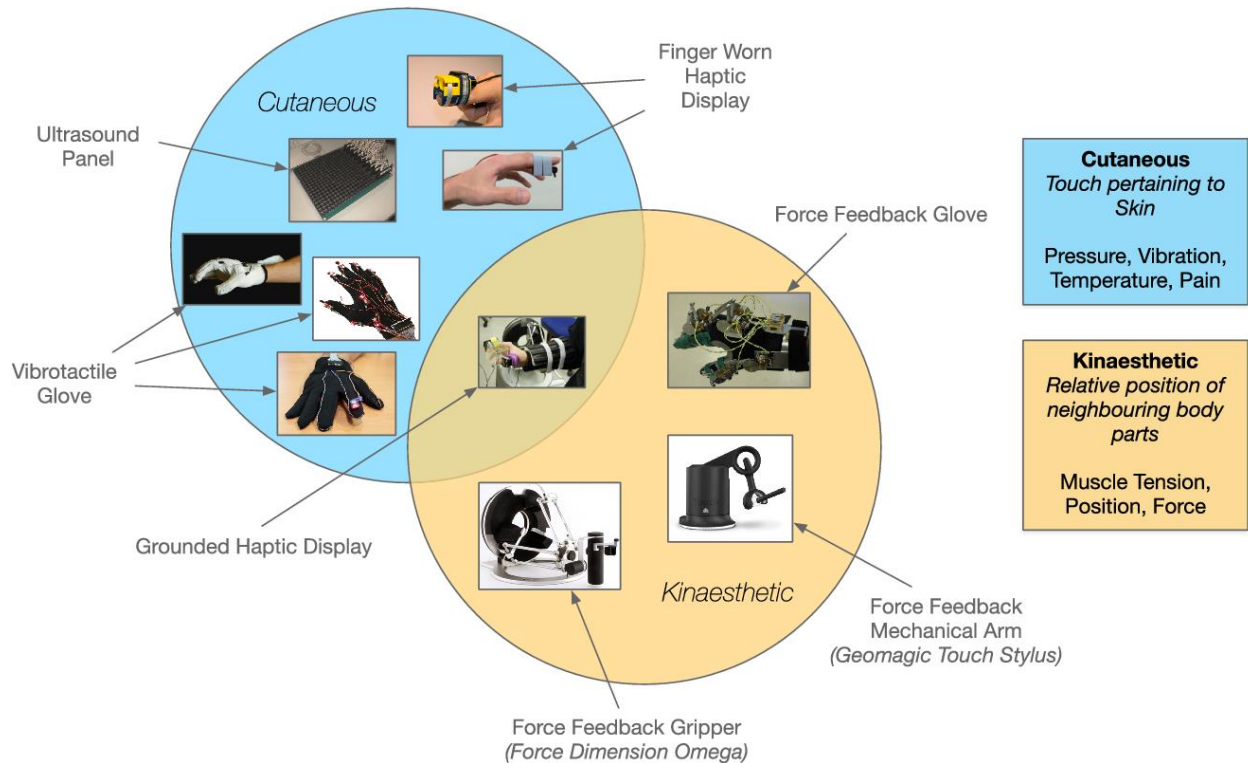 Cutaneous
Finger Worn
Haptic
Display
Ultrasound
Panel
Vibrotactile
Glove
Grounded Haptic Display
Force Feedback Glove
Kinaesthetic
Force Feedback
Mechanical Arm
(Geomagic Touch Stylus)
Force Feedback Gripper
(Force Dimension Omega)
Cutaneous
Touch pertaining to
Skin
Pressure, Vibration,
Temperature, Pain
Kinaesthetic
Relative position of
neighbouring body
parts
Muscle Tension,
Position, Force